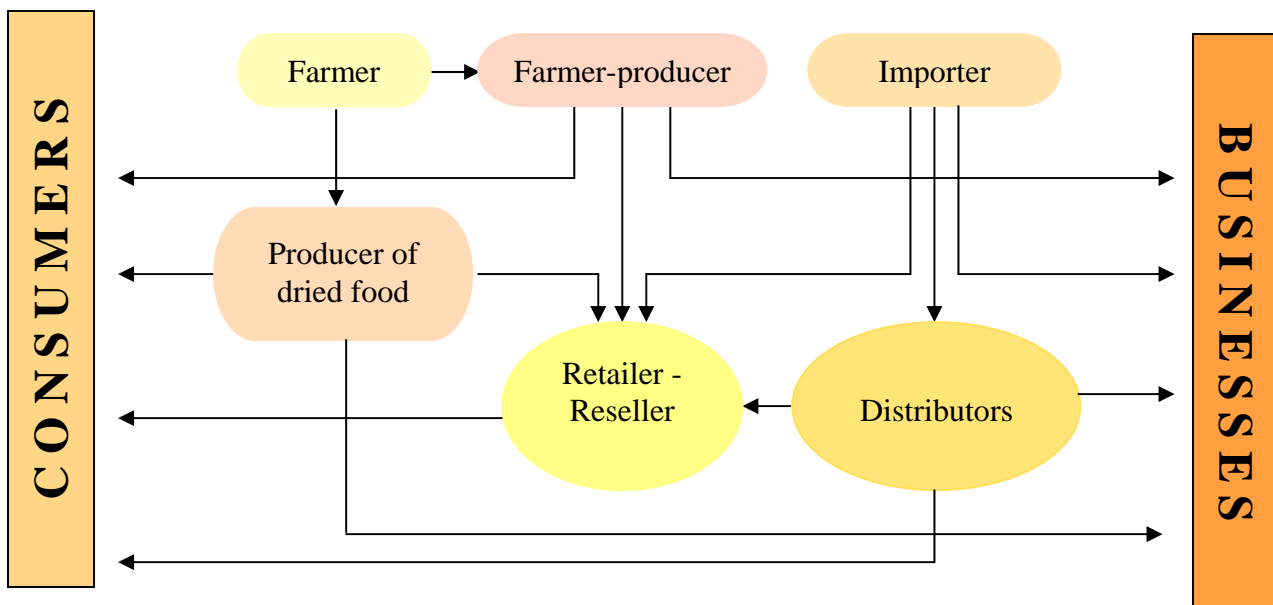 CONSUMERS
Farmer
Farmer-producer
Importer
BUSINESSES
Producer of
dried food
Retailer -
Reseller
Distributors